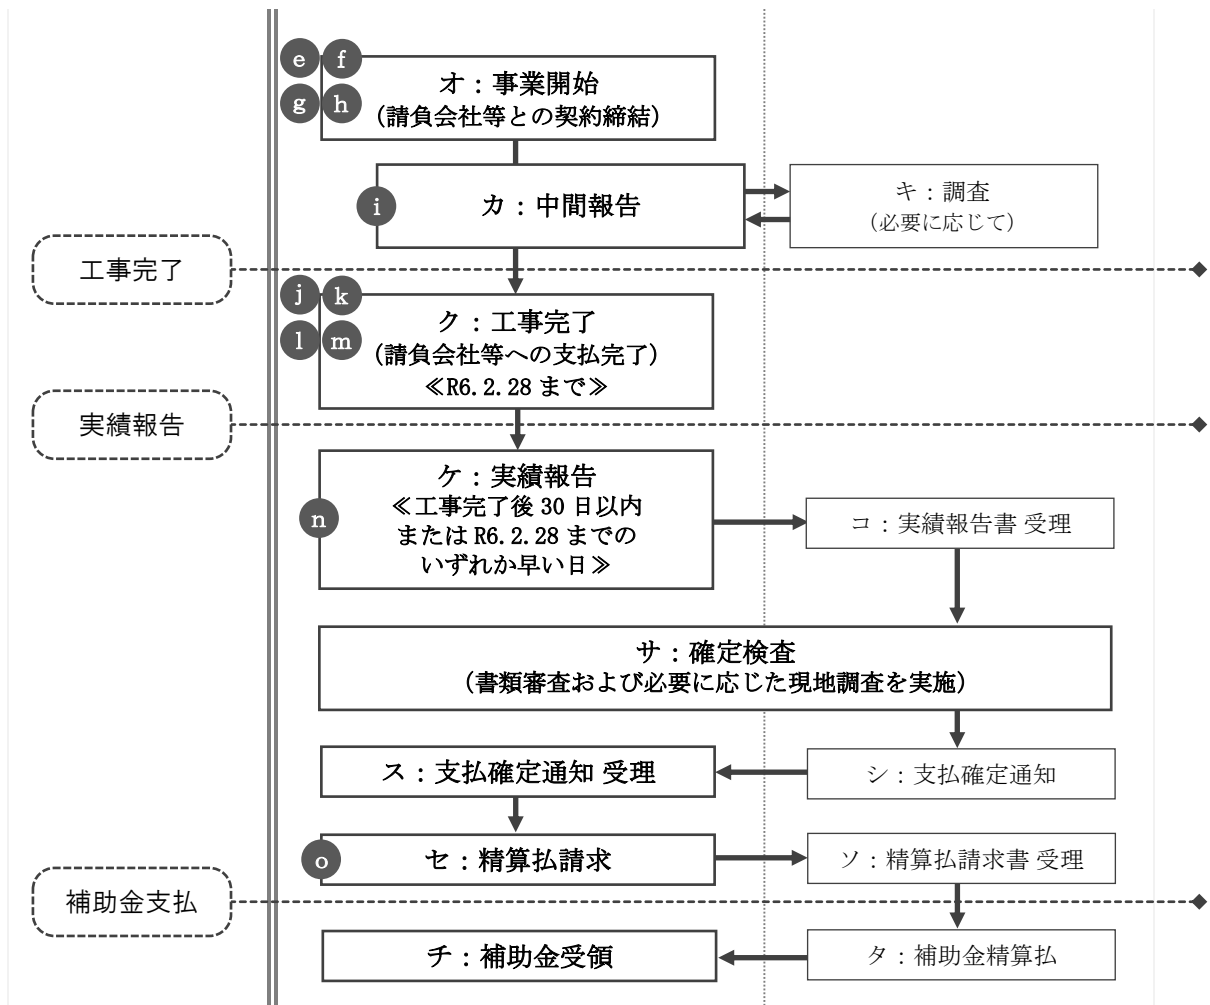 e f
g h
オ：事業開始
（請負会社等との契約締結）
i
カ：中間報告
キ：調査
（必要に応じて）
工事完了
j k
l m
ク：工事完了
（請負会社等への支払完了）
≪R6.2.28 まで≫
実績報告
n
ケ：実績報告
≪工事完了後 30 日以内
または R6.2.28 までの
いずれか早い日≫
コ：実績報告書 受理
サ：確定検査
（書類審査および必要に応じた現地調査を実施）
ス：支払確定通知 受理
シ：支払確定通知
o
セ：精算払請求
ソ：精算払請求書 受理
補助金支払
チ：補助金受領
タ：補助金精算払